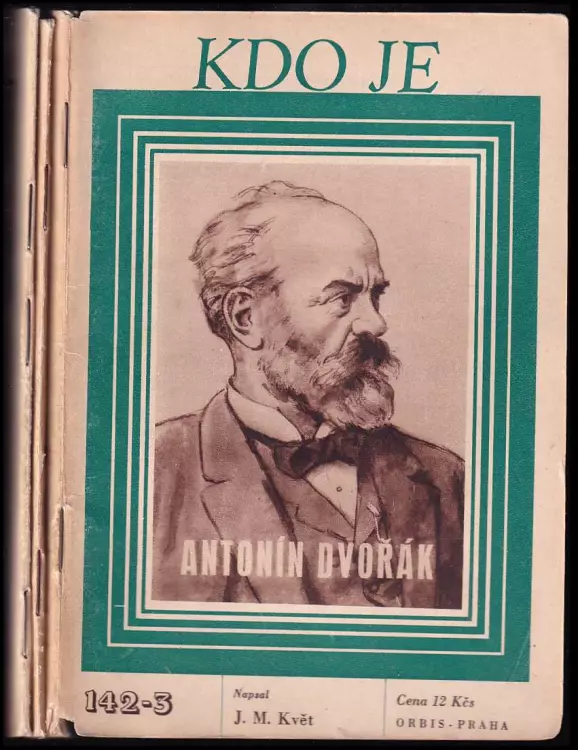 KDO JE
ANTONÍN DVOŘÁK
142-3
Napsal
J. M. Květ
Cena 12 Kčs
ORBIS - PRAHA